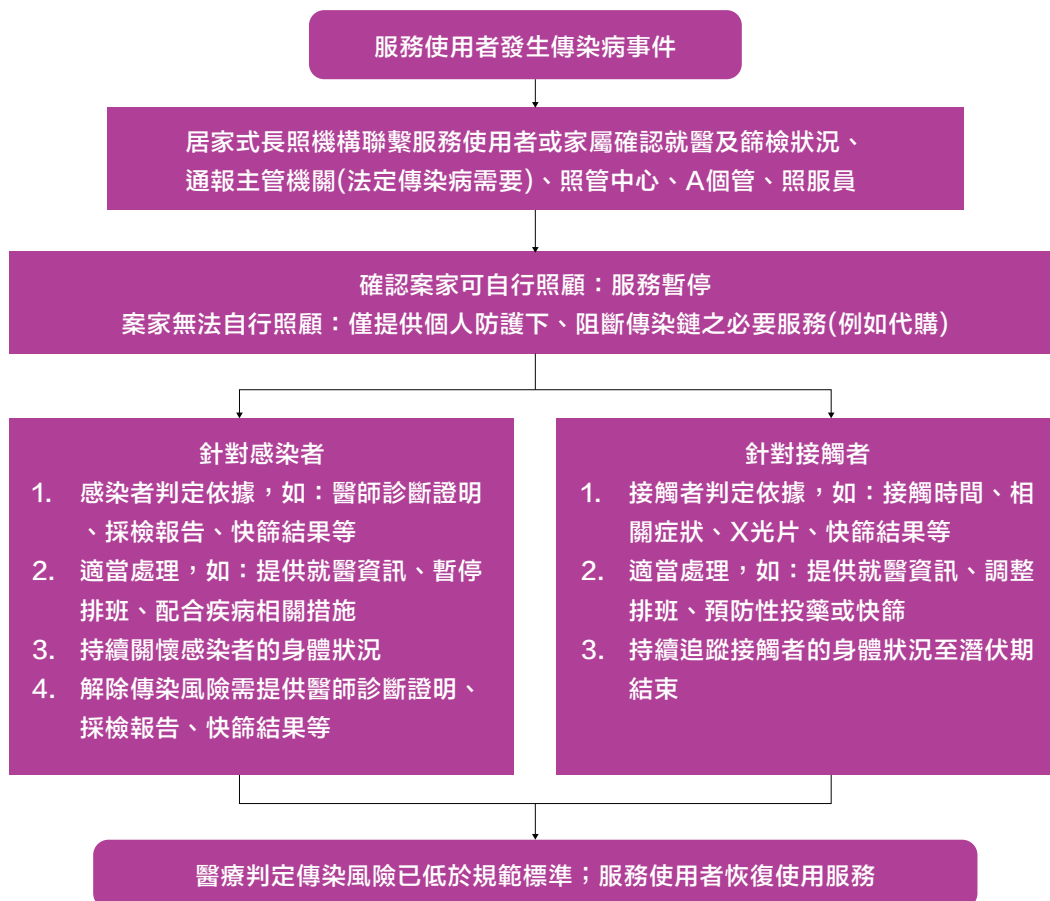 服務使用者發生傳染病事件
居家式長照機構聯繫服務使用者或家屬確認就醫及篩檢狀況、
通報主管機關(法定傳染病需要)、照管中心、A個管、照服員
確認案家可自行照顧：服務暫停
案家無法自行照顧：僅提供個人防護下、阻斷傳染鏈之必要服務(例如代購)
針對感染者
1. 感染者判定依據，如：醫師診斷證明
、採檢報告、快篩結果等
2. 適當處理，如：提供就醫資訊、暫停
排班、配合疾病相關措施
3. 持續關懷感染者的身體狀況
4. 解除傳染風險需提供醫師診斷證明、
採檢報告、快篩結果等
針對接觸者
1. 接觸者判定依據，如：接觸時間、相
關症狀、X光片、快篩結果等
2. 適當處理，如：提供就醫資訊、調整
排班、預防性投藥或快篩
3. 持續追蹤接觸者的身體狀況至潛伏期
結束
醫療判定傳染風險已低於規範標準；服務使用者恢復使用服務